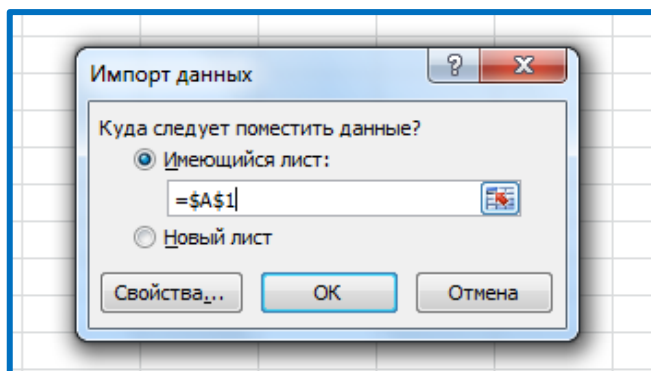 Импорт данных
Куда следует поместить данные?
Имеющийся лист:
=$A$1
Новый лист
Свойства... ОК Отмена